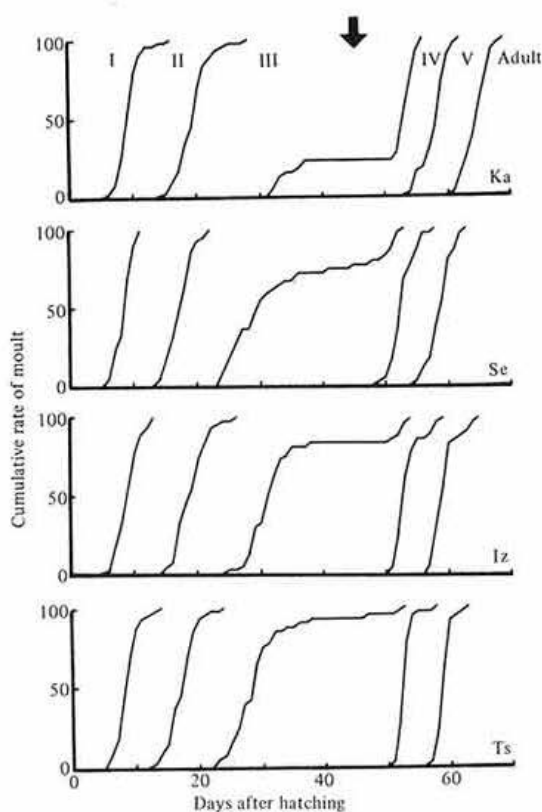 I II III IV V Adult
100
50
0
Ka
100
50
0
Se
100
50
0
Iz
100
50
0
Ts
0 20 40 60
Days after hatching
Cumulative rate of moult